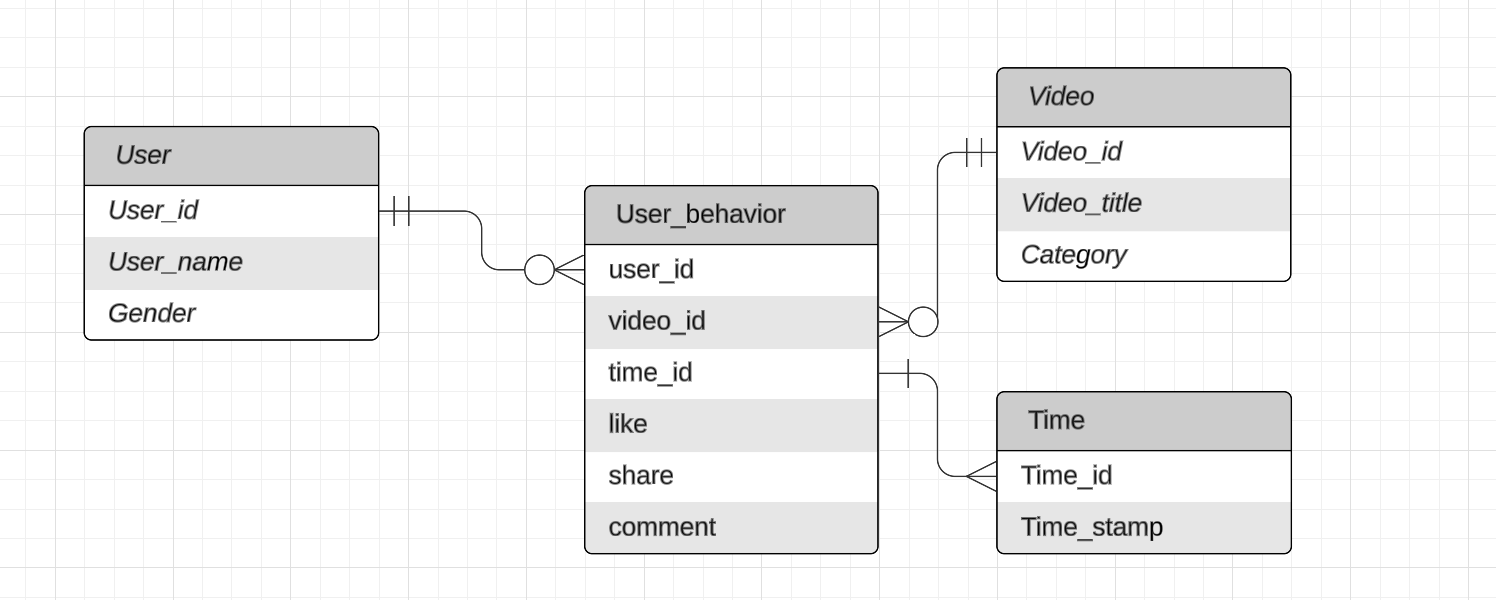 User
User_id
User_name
Gender
User_behavior
user_id
video_id
time_id
like
share
comment
Video
Video_id
Video_title
Category
Time
Time_id
Time_stamp